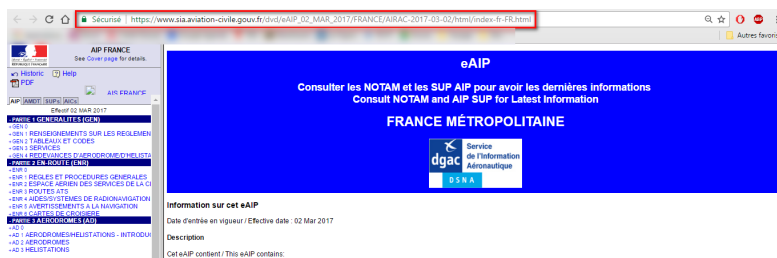 Sécurisé | https://www.sia.aviation-civile.gouv.fr/dvd/eAIP_02_MAR_2017/FRANCE/AIRAC-2017-03-02/html/index-fr-FR.html
Autres favoris
AIP FRANCE
See Cover page for details.
Historic Help
PDF
AIS FRANCE
AIP AMDT SUPs AICs
Effectif 02 MAR 2017
- PARTIE 1 GENERALITES (GEN)
+GEN 0
+GEN 1 RENSEIGNEMENTS SUR LES REGLEMEN
+GEN 2 TABLEAUX ET CODES
+GEN 3 SERVICES
+GEN 4 REDEVANCES D'AERODROME/D'HELISTA
- PARTIE 2 EN-ROUTE (ENR)
+ENR 0
+ENR 1 REGLES ET PROCEDURES GENERALES
+ENR 2 ESPACE AERIEN DES SERVICES DE LA CI
+ENR 3 ROUTES ATS
+ENR 4 AIDES/SYSTEMES DE RADIONAVIGATION
+ENR 5 AVERTISSEMENTS A LA NAVIGATION
+ENR 6 CARTES DE CROISIERE
- PARTIE 3 AERODROMES (AD)
+AD 0
+AD 1 AERODROMES/HELISTATIONS - INTRODU
+AD 2 AERODROMES
+AD 3 HELISTATIONS
eAIP
Consulter les NOTAM et les SUP AIP pour avoir les dernières informations
Consult NOTAM and AIP SUP for Latest Information
FRANCE MÉTROPOLITAINE
dgac
DSNA
Service
de l'Information
Aéronautique
Information sur cet eAIP
Date d'entrée en vigueur / Effective date : 02 Mar 2017
Description
Cet eAIP contient / This eAIP contains: